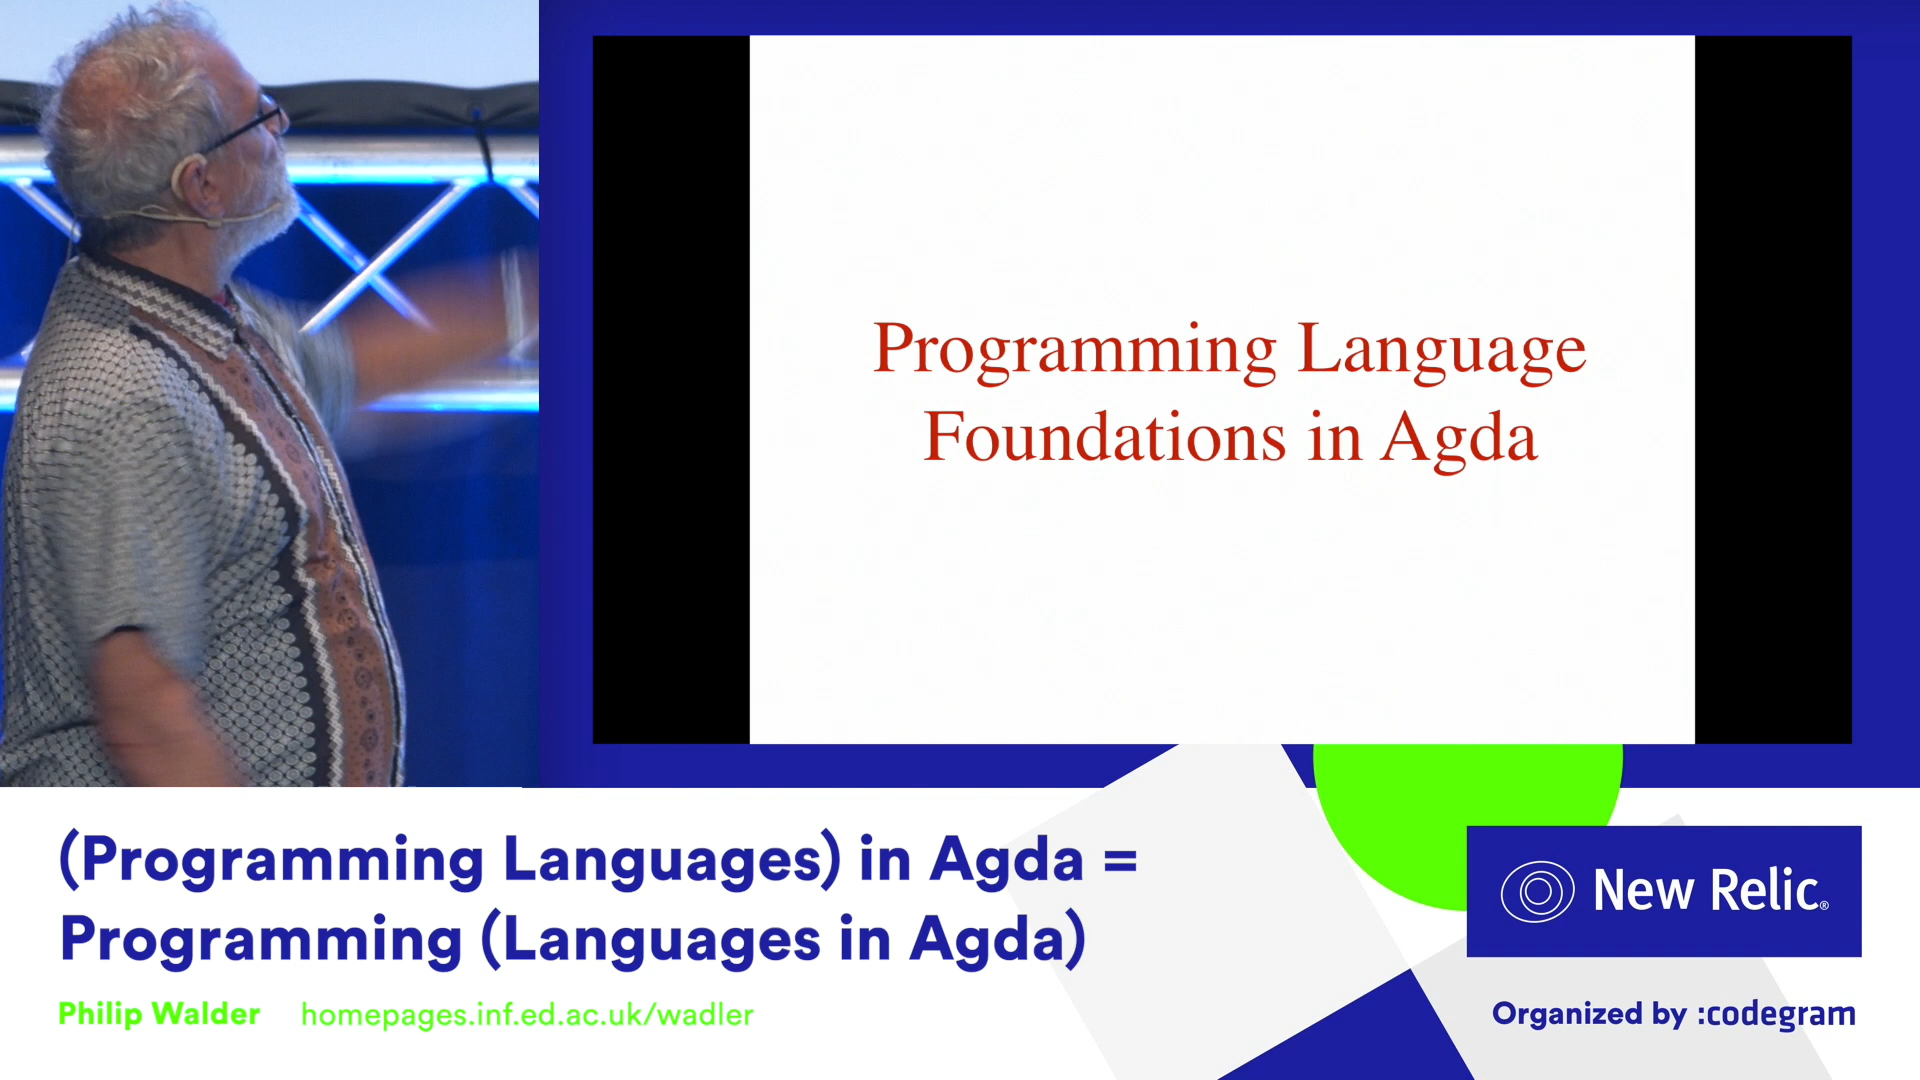 Programming Language
Foundations in Agda
(Programming Languages) in Agda =
Programming (Languages in Agda)
Philip Walder homepages.inf.ed.ac.uk/wadler
New Relic®
Organized by :codegram